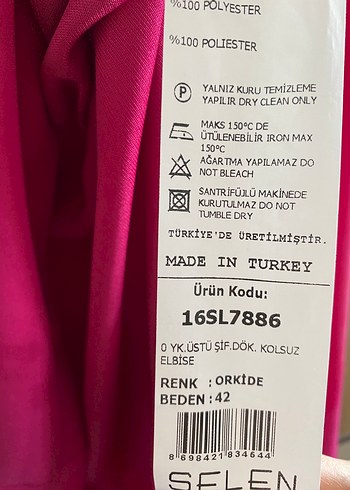 %100 POLYESTER
%100 POLIESTER
P YALNIZ KURU TEMİZLEME
YAPILIR DRY CLEAN ONLY
MAKS 150°C DE
ÜTÜLENEBİLİR IRON MAX
150°C
AĞARTMA YAPILAMAZ DO
NOT BLEACH
SANTRİFÜJLÜ MAKİNEDE
KURUTULMAZ DO NOT
TUMBLE DRY
TÜRKİYE'DE ÜRETİLMİŞTİR.
MADE IN TURKEY
Ürün Kodu:
16SL7886
0 YK.ÜSTÜ ŞİF.DÖK. KOLSUZ
ELBİSE
RENK : ORKİDE
BEDEN : 42
8 698421 834644
SELEN